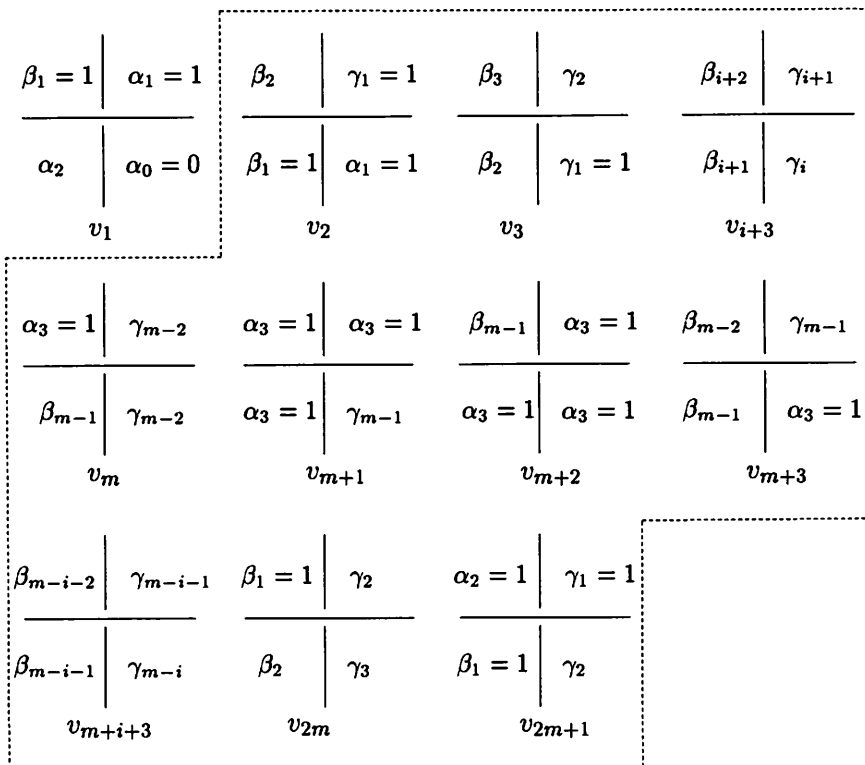 β₁ = 1 α₁ = 1 β₂ γ₁ = 1 β₃ γ₂ βᵢ₊₂ γᵢ₊₁
α₂ α₀ = 0 β₁ = 1 α₁ = 1 β₂ γ₁ = 1 βᵢ₊₁ γᵢ
v₁ v₂ v₃ vᵢ₊₃
α₃ = 1 γₘ₋₂ α₃ = 1 α₃ = 1 βₘ₋₁ α₃ = 1 βₘ₋₂ γₘ₋₁
βₘ₋₁ γₘ₋₂ α₃ = 1 γₘ₋₁ α₃ = 1 α₃ = 1 βₘ₋₁ α₃ = 1
vₘ vₘ₊₁ vₘ₊₂ vₘ₊₃
βₘ₋ᵢ₋₂ γₘ₋ᵢ₋₁ β₁ = 1 γ₂ α₂ = 1 γ₁ = 1
βₘ₋ᵢ₋₁ γₘ₋ᵢ β₂ γ₃ β₁ = 1 γ₂
vₘ₊ᵢ₊₃ v₂ₘ v₂ₘ₊₁